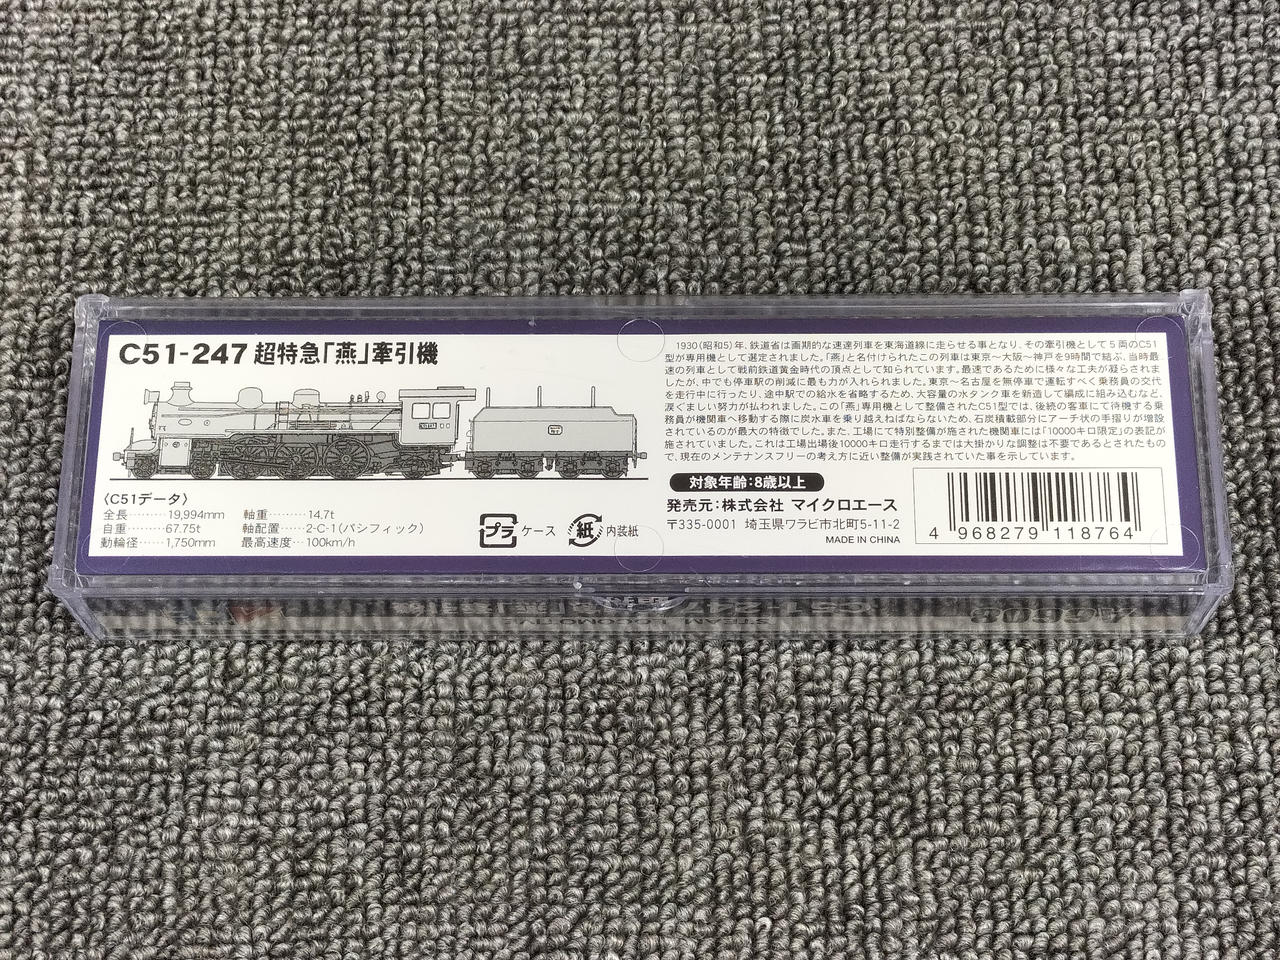 C51-247 超特急「燕」牽引機
〈C51データ〉
全長………19,994mm 軸重………14.7t
自重………67.75t 軸配置……2-C-1(パシフィック)
動輪径……1,750mm 最高速度…100km/h
プラ ケース 紙 内装紙
1930(昭和5)年、鉄道省は画期的な速達列車を東海道線に走らせる事となり、その牽引機として5両のC51
型が専用機として選定されました。「燕」と名付けられたこの列車は東京〜大阪〜神戸を9時間で結ぶ、当時最
速の列車として戦前鉄道黄金時代の頂点として知られています。最速であるために様々な工夫が凝らされま
したが、中でも停車駅の削減に最も力が入れられました。東京〜名古屋を無停車で運転すべく乗務員の交代
を走行中に行ったり、途中駅での給水を省略するため、大容量の水タンク車を新造して編成に組み込むなど、
涙ぐましい努力が払われました。この「燕」専用機として整備されたC51型では、後続の客車にて待機する乗
務員が機関車へ移動する際に炭水車を乗り越えねばならないため、石炭積載部分にアーチ状の手摺りが増設
されているのが最大の特徴でした。また、工場にて特別整備が施された機関車には「10000キロ限定」の表記が
施されていました。これは工場出場後10000キロ走行するまでは大掛かりな調整は不要であるとされたもの
で、現在のメンテナンスフリーの考え方に近い整備が実践されていた事を示しています。
対象年齢:8歳以上
発売元:株式会社 マイクロエース
〒335-0001 埼玉県ワラビ市北町5-11-2
MADE IN CHINA
4 968279 118764
C51-247
STEAM LOCOMOTIVE